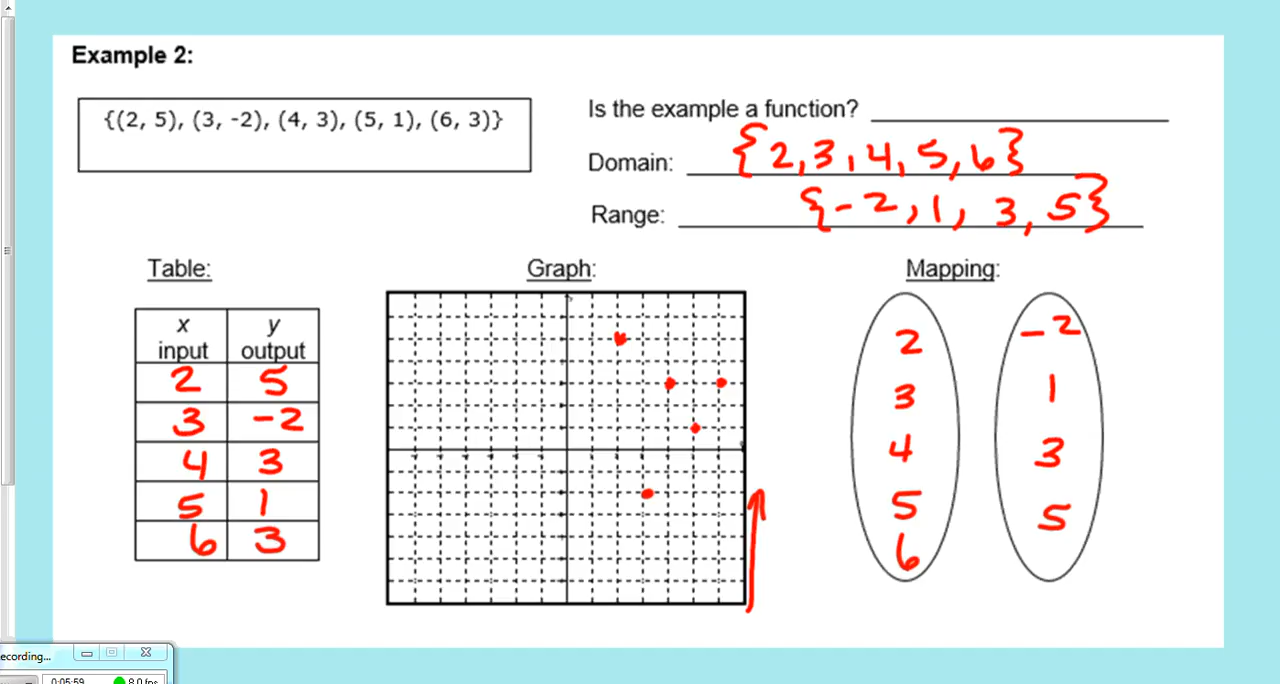 Example 2:
{(2, 5), (3, -2), (4, 3), (5, 1), (6, 3)}
Is the example a function?
Domain: {2,3,4,5,6}
Range: {-2,1,3,5}
Table:
x y
input output
2 5
3 -2
4 3
5 1
6 3
Graph:
Mapping:
2 -2
3 1
4 3
5 5
6
ecording...
0:05:59 8.0 fps